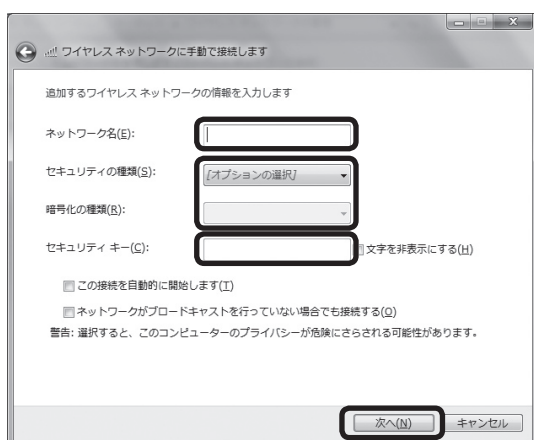 ワイヤレス ネットワークに手動で接続します
追加するワイヤレス ネットワークの情報を入力します
ネットワーク名(E):
セキュリティの種類(S):
[オプションの選択]
暗号化の種類(R):
セキュリティ キー(C):
文字を非表示にする(H)
この接続を自動的に開始します(T)
ネットワークがブロードキャストを行っていない場合でも接続する(O)
警告: 選択すると、このコンピューターのプライバシーが危険にさらされる可能性があります。
次へ(N) キャンセル